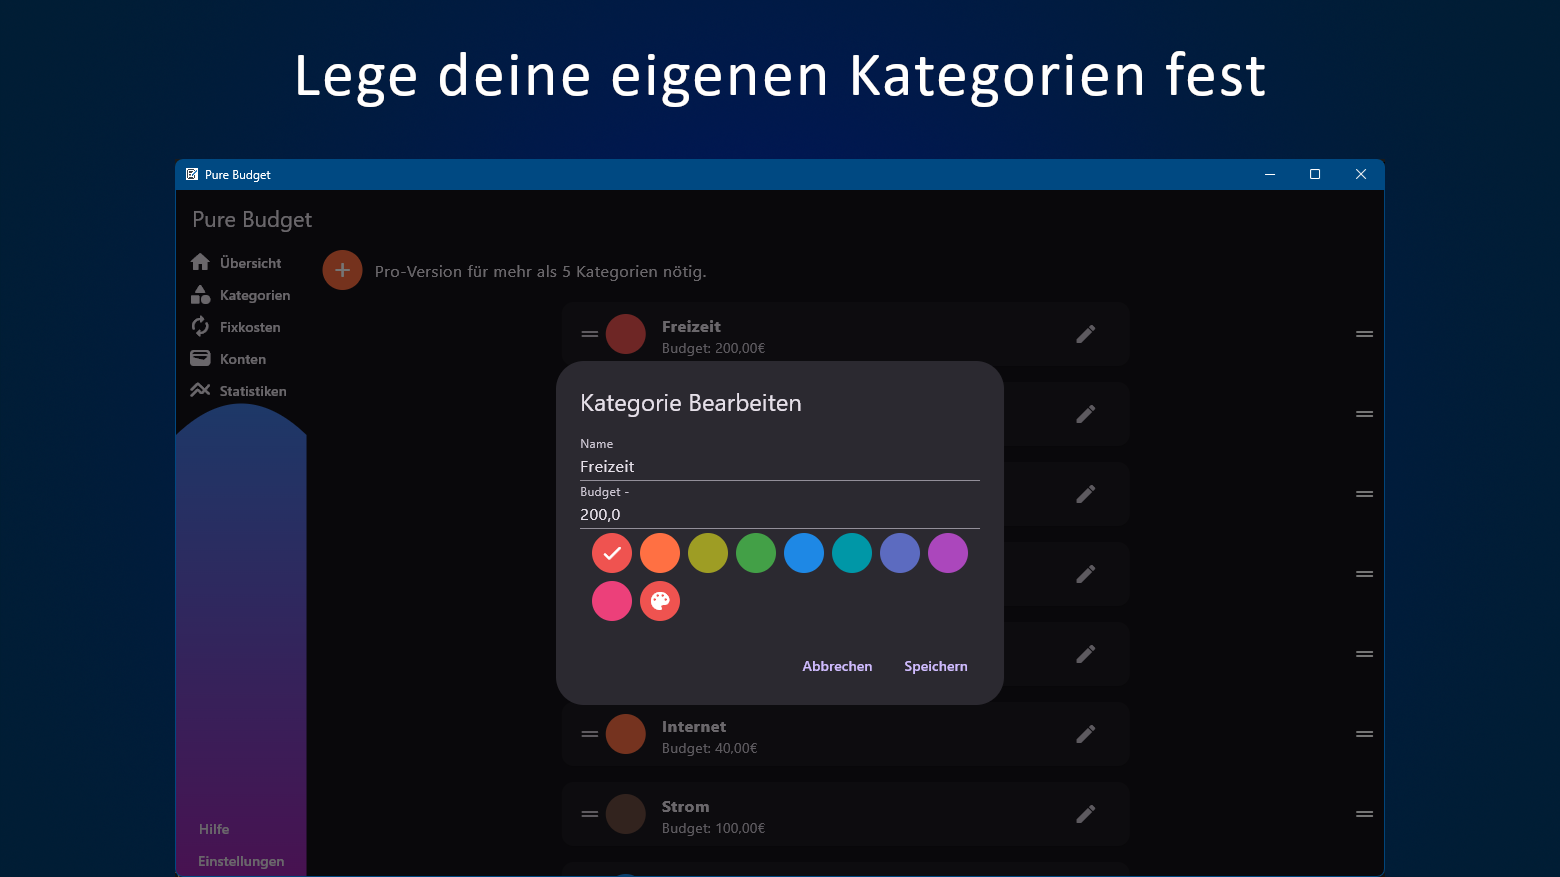 Lege deine eigenen Kategorien fest
Pure Budget
Pure Budget
Übersicht
Kategorien
Fixkosten
Konten
Statistiken
Hilfe
Einstellungen
Pro-Version für mehr als 5 Kategorien nötig.
Freizeit
Budget: 200,00€
Kategorie Bearbeiten
Name
Freizeit
Budget -
200,0
Abbrechen
Speichern
Internet
Budget: 40,00€
Strom
Budget: 100,00€